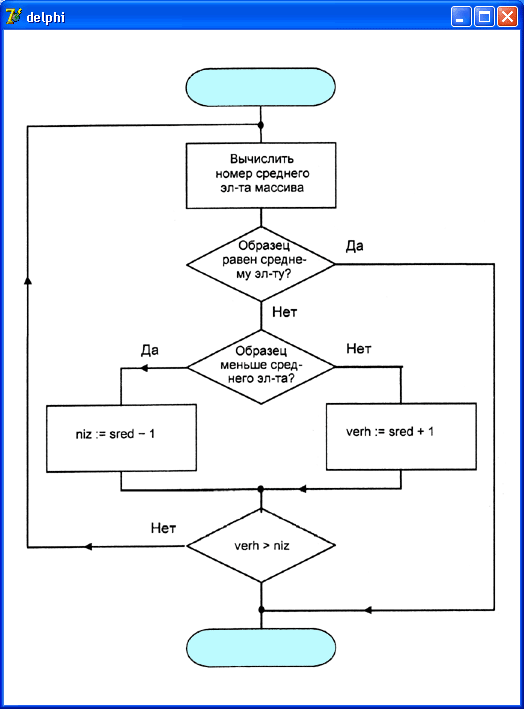 delphi
Вычислить
номер среднего
эл-та массива
Образец
равен средне-
му эл-ту?
Да
Нет
Образец
меньше сред-
него эл-та?
Да
Нет
niz := sred − 1
verh := sred + 1
Нет
verh > niz